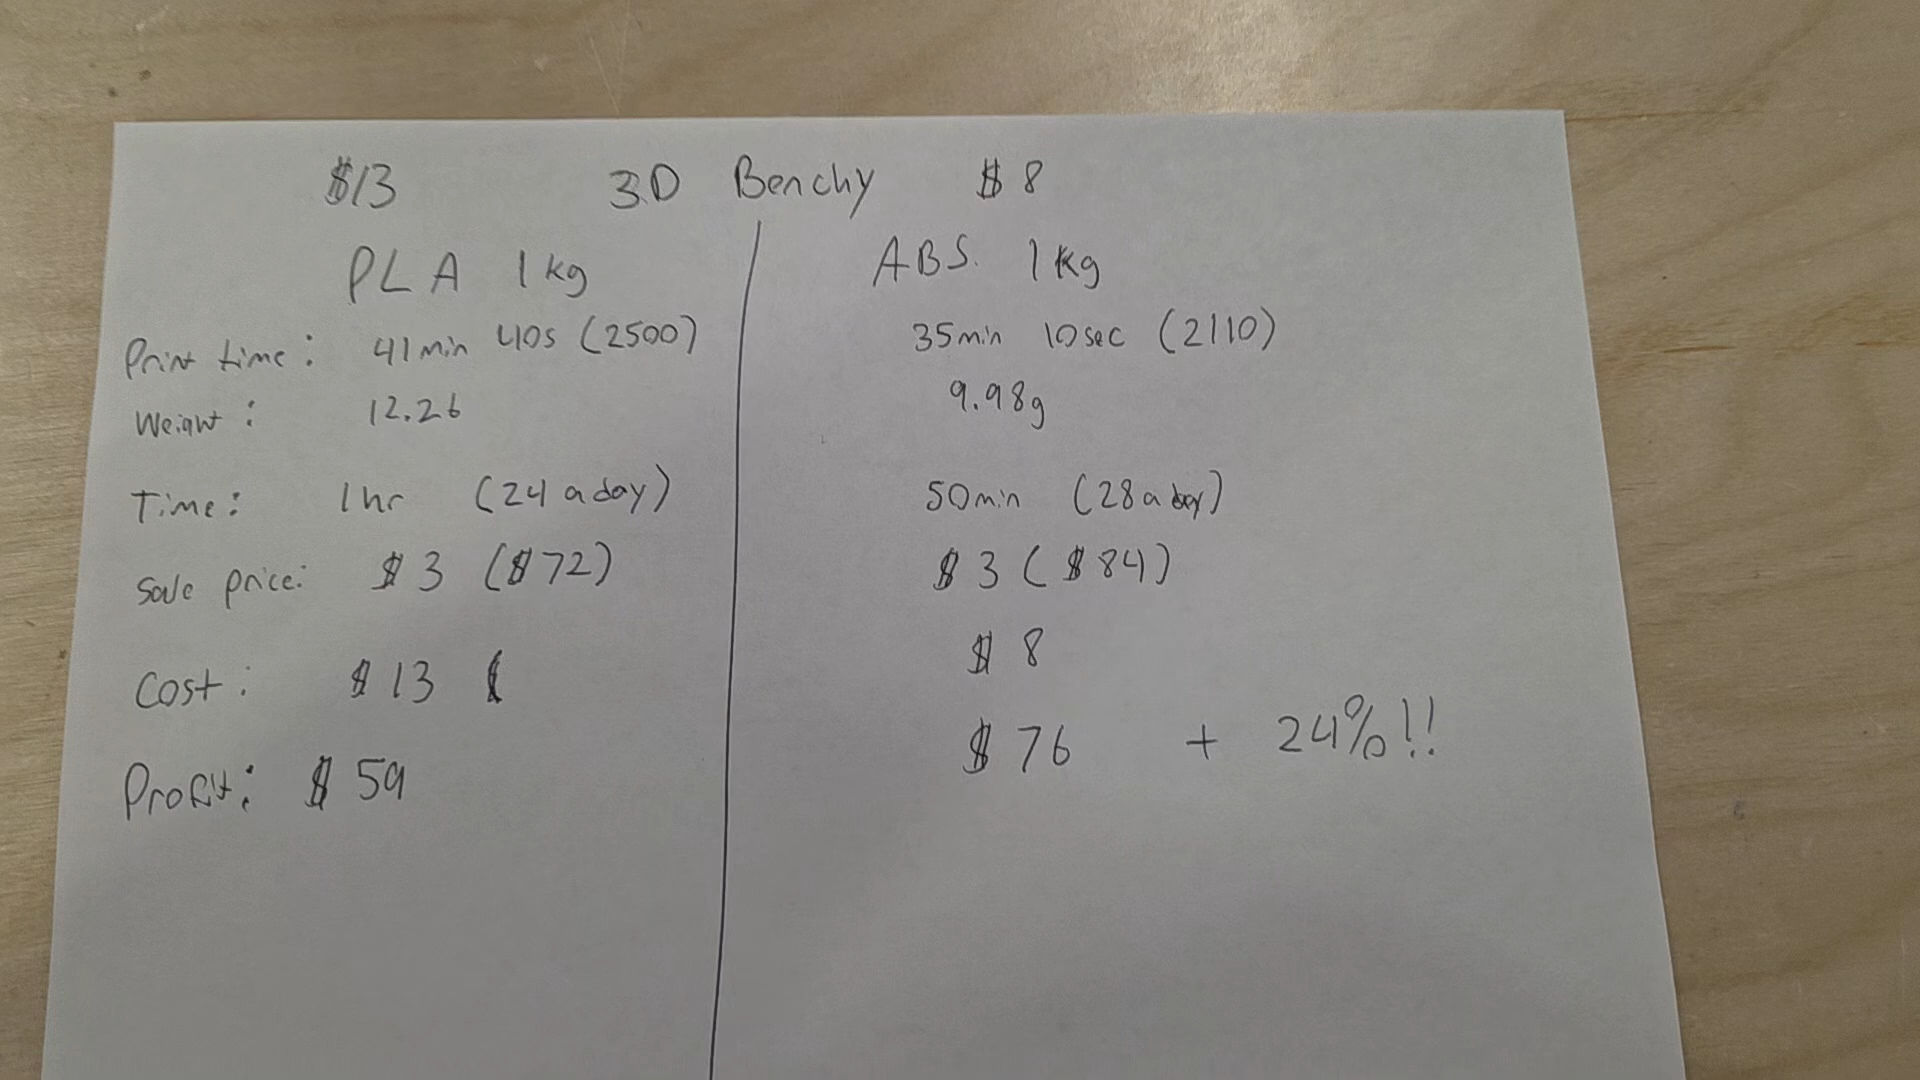 $13 3D Benchy $8
PLA 1kg
Print time: 41min 40s (2500)
Weight: 12.26
Time: 1hr (24 a day)
Sale price: $3 ($72)
Cost: $13
Profit: $59
ABS. 1kg
35min 10sec (2110)
9.98g
50min (28 a day)
$3 ($84)
$8
$76 + 24%!!